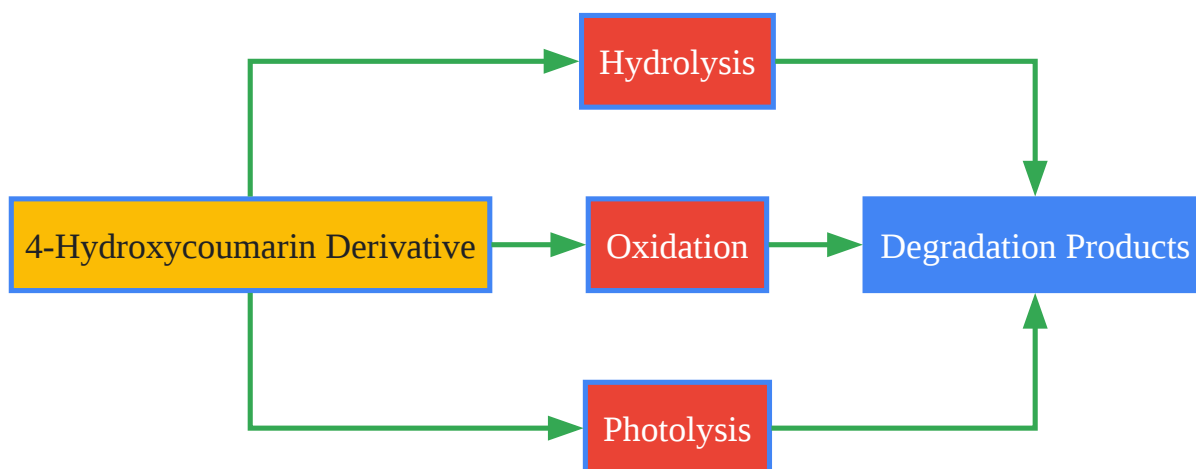 Hydrolysis
4-Hydroxycoumarin Derivative
Oxidation
Degradation Products
Photolysis